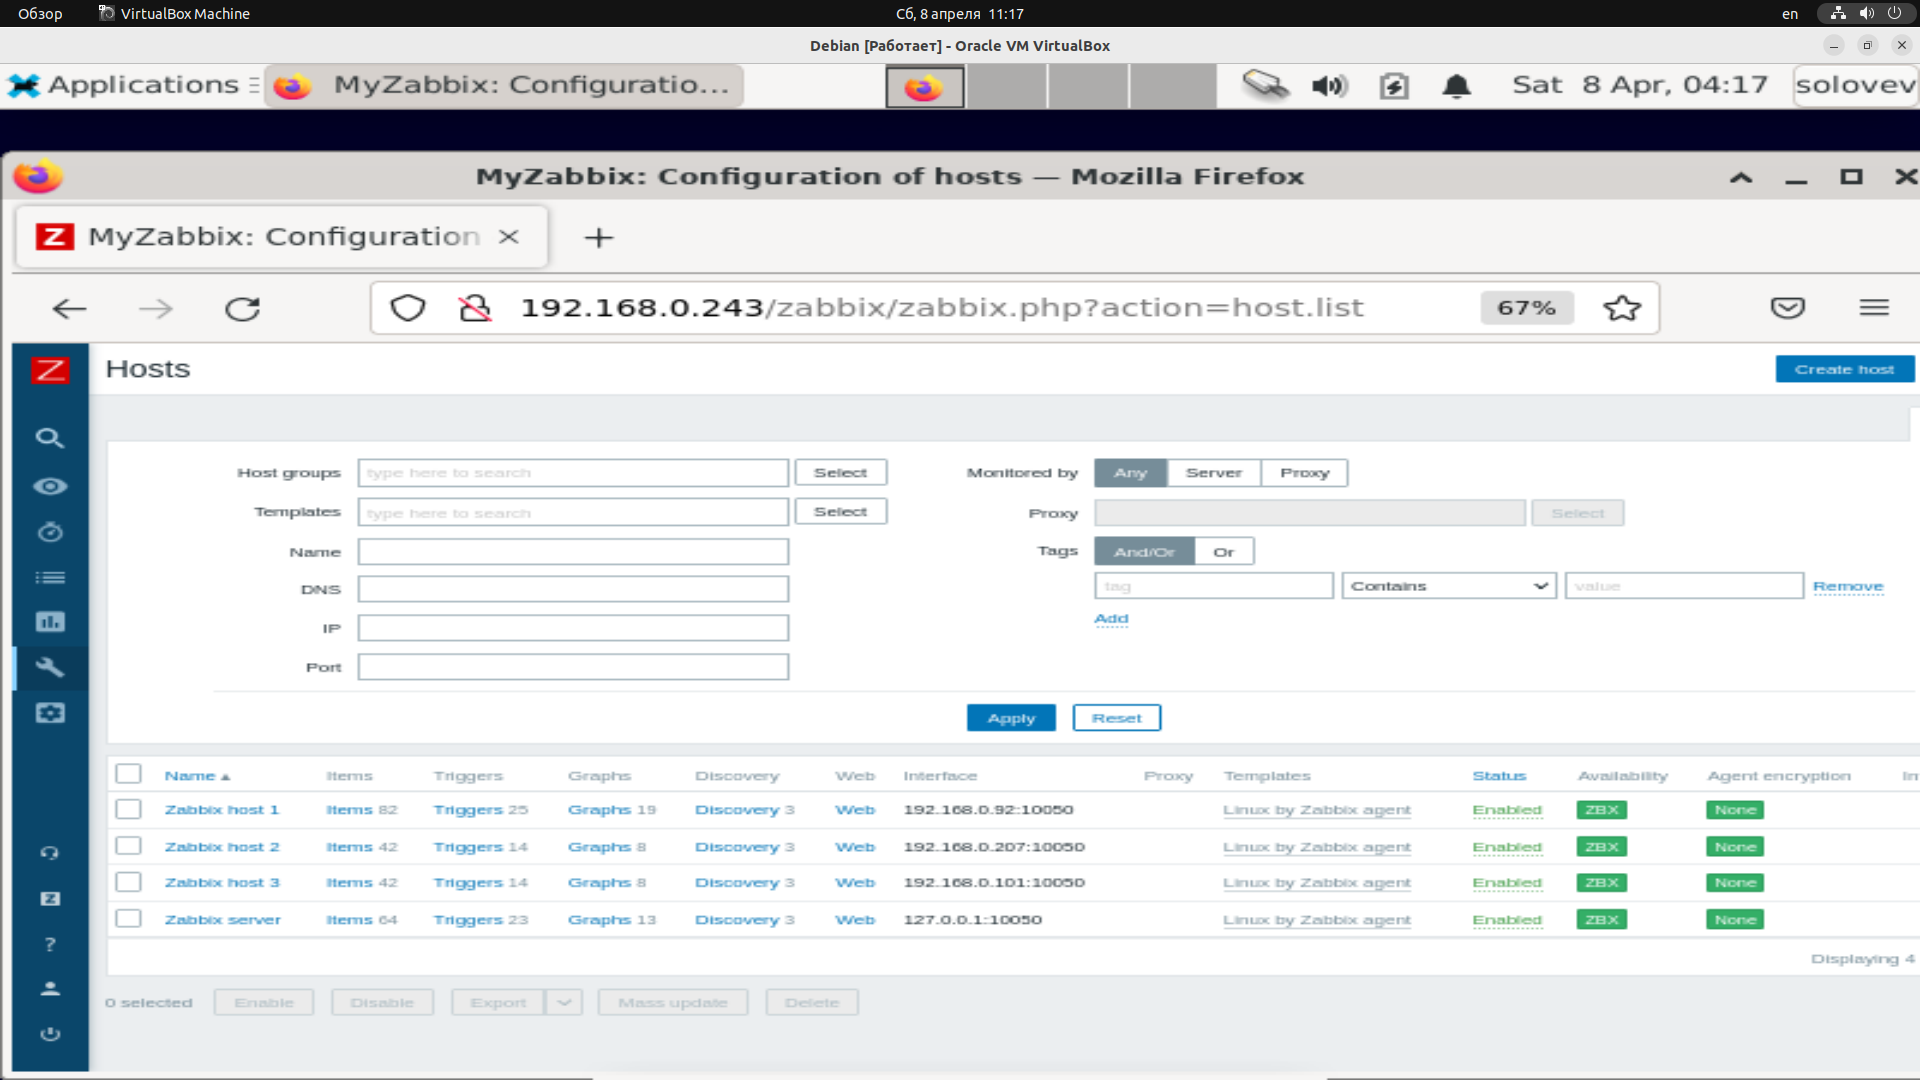 Обзор VirtualBox Machine Сб, 8 апреля 11:17 en
Debian [Работает] - Oracle VM VirtualBox
Applications MyZabbix: Configuratio... Sat 8 Apr, 04:17 solovev
MyZabbix: Configuration of hosts — Mozilla Firefox
MyZabbix: Configuration
192.168.0.243/zabbix/zabbix.php?action=host.list 67%
Z Hosts Create host
Host groups type here to search Select Monitored by Any Server Proxy
Templates type here to search Select Proxy Select
Name Tags And/Or Or
DNS tag Contains value Remove
IP Add
Port
Apply Reset
Name Items Triggers Graphs Discovery Web Interface Proxy Templates Status Availability Agent encryption In
Zabbix host 1 Items 82 Triggers 25 Graphs 19 Discovery 3 Web 192.168.0.92:10050 Linux by Zabbix agent Enabled ZBX None
Zabbix host 2 Items 42 Triggers 14 Graphs 8 Discovery 3 Web 192.168.0.207:10050 Linux by Zabbix agent Enabled ZBX None
Zabbix host 3 Items 42 Triggers 14 Graphs 8 Discovery 3 Web 192.168.0.101:10050 Linux by Zabbix agent Enabled ZBX None
Zabbix server Items 64 Triggers 23 Graphs 13 Discovery 3 Web 127.0.0.1:10050 Linux by Zabbix agent Enabled ZBX None
Displaying 4
0 selected Enable Disable Export Mass update Delete